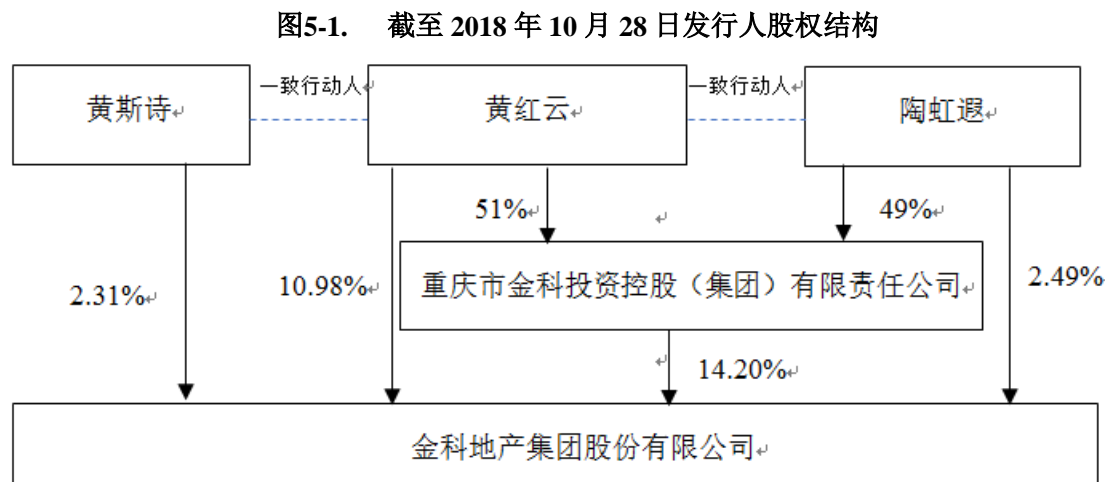 图5-1. 截至 2018 年 10 月 28 日发行人股权结构
黄斯诗
一致行动人
黄红云
一致行动人
陶虹遐
51%
49%
2.31%
10.98%
重庆市金科投资控股（集团）有限责任公司
2.49%
14.20%
金科地产集团股份有限公司